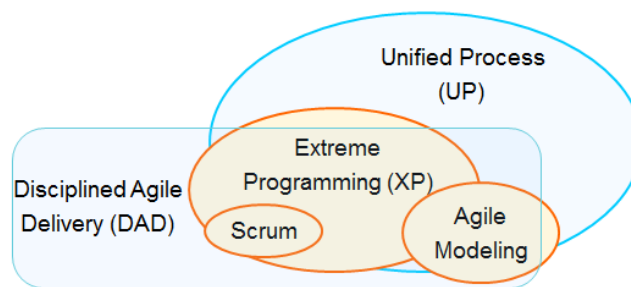 Unified Process
(UP)
Extreme
Programming (XP)
Disciplined Agile
Delivery (DAD)
Scrum
Agile
Modeling